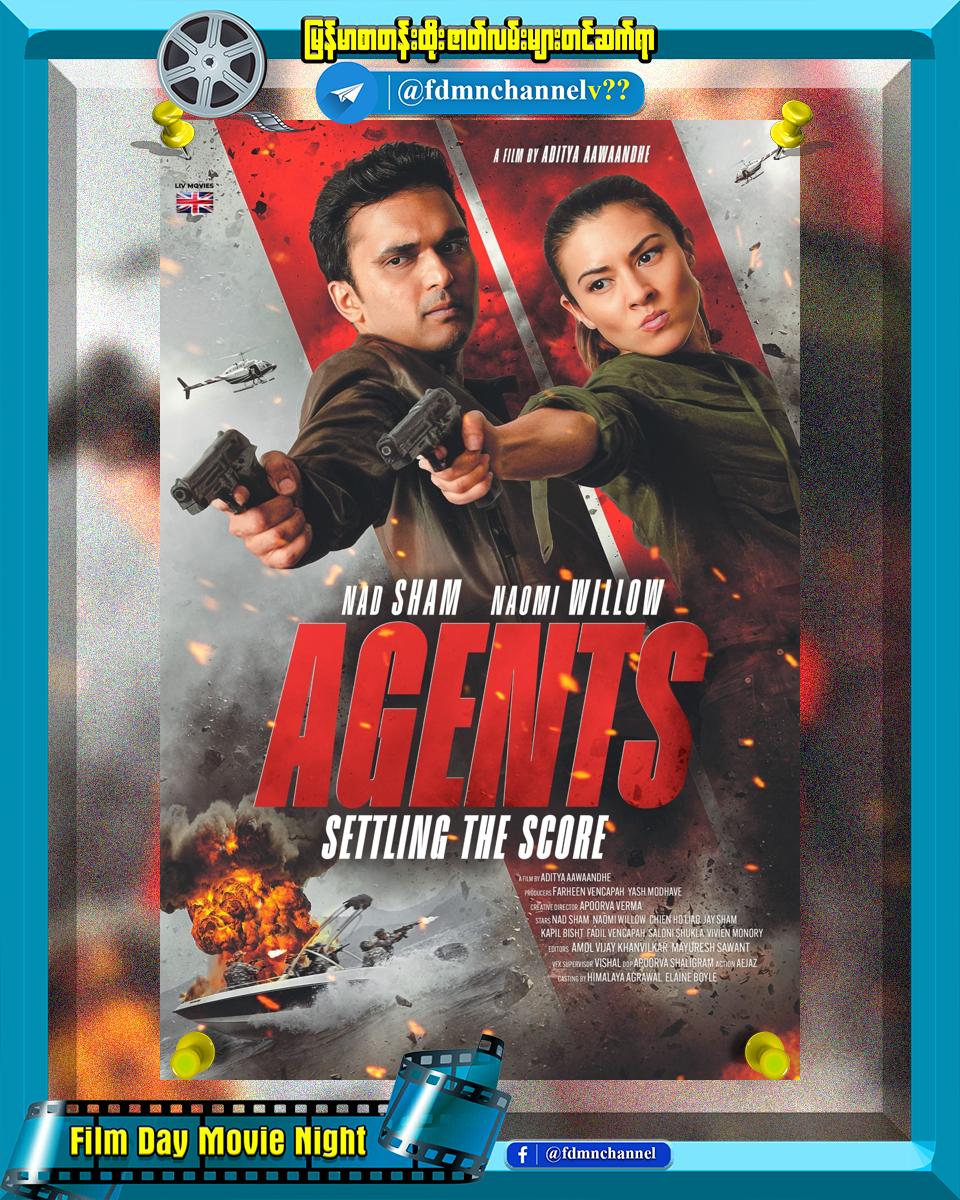 မြန်မာစာတန်းထိုးဇာတ်လမ်းများတင်ဆက်ရာ
@fdmnchannelv??
A FILM BY ADITYA AAWAANDHE
LIV MOVIES
NAD SHAM NAOMI WILLOW
AGENTS
SETTLING THE SCORE
A FILM BY ADITYA AAWAANDHE
PRODUCERS FARHEEN VENCAPAH YASH MODHAVE
CREATIVE DIRECTOR APOORVA VERMA
STARS NAD SHAM NAOMI WILLOW CHIEN HO LIAO JAY SHAM
KAPIL BISHT FADIL VENCAPAH SALONI SHUKLA VIVIEN MONORY
EDITORS AMOL VIJAY KHANVILKAR MAYURESH SAWANT
VFX SUPERVISOR VISHAL DOP APOORVA SHALIGRAM ACTION AEJAZ
CASTING BY HIMALAYA AGRAWAL ELAINE BOYLE
Film Day Movie Night
@fdmnchannel